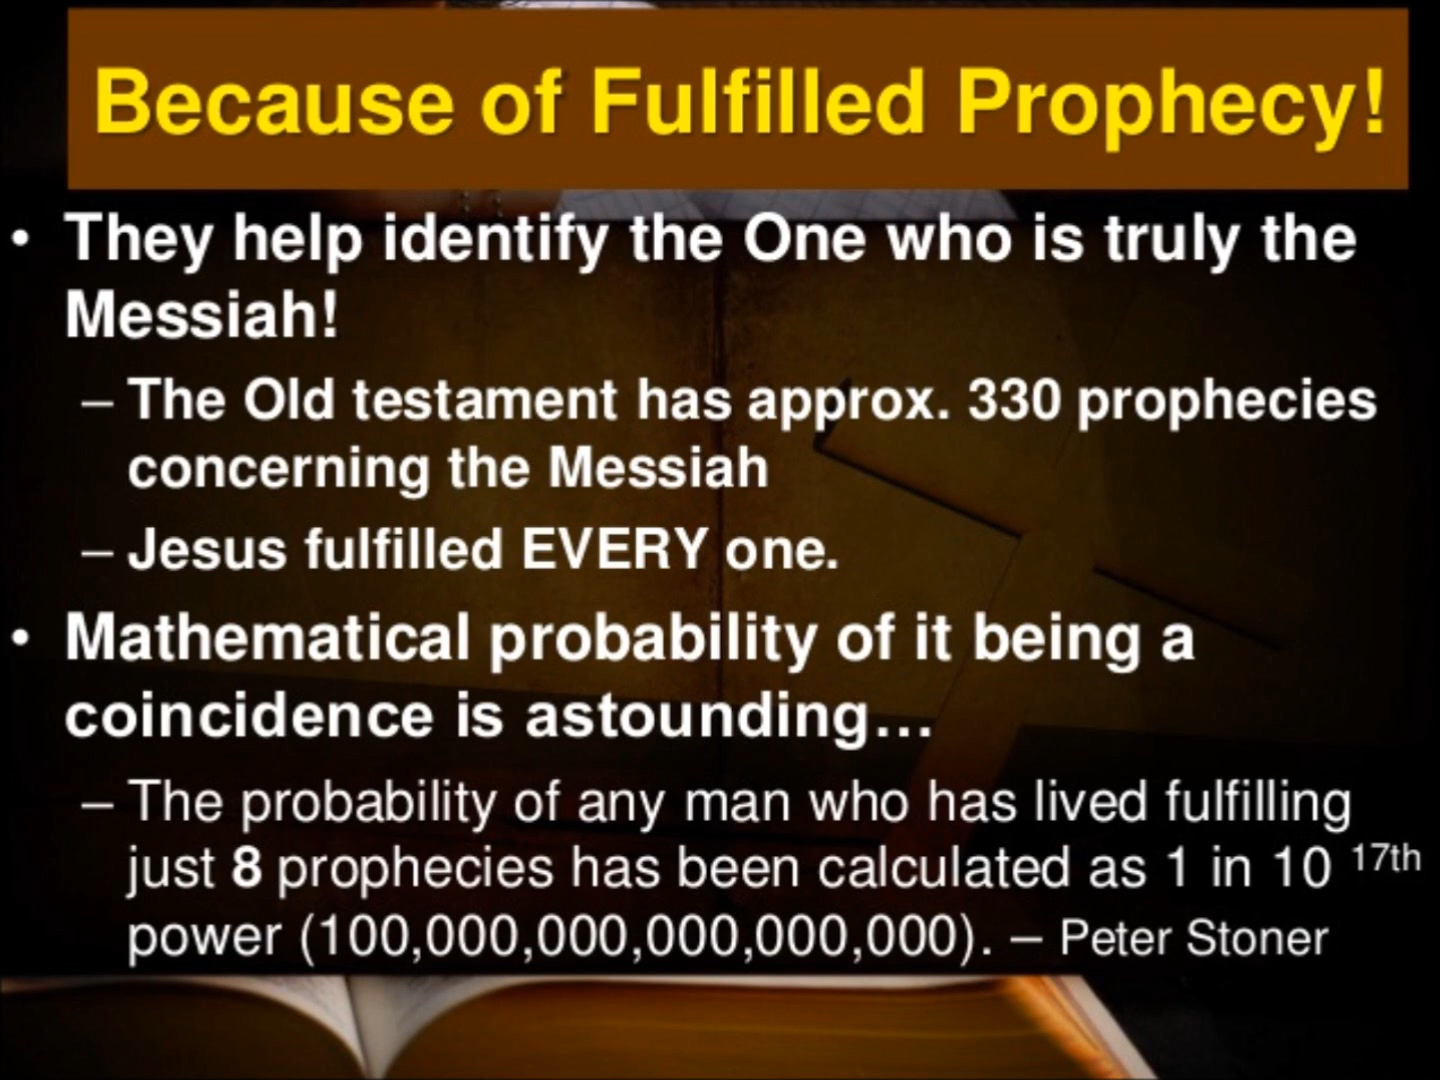 Because of Fulfilled Prophecy!
• They help identify the One who is truly the
Messiah!
– The Old testament has approx. 330 prophecies
concerning the Messiah
– Jesus fulfilled EVERY one.
• Mathematical probability of it being a
coincidence is astounding…
– The probability of any man who has lived fulfilling
just 8 prophecies has been calculated as 1 in 10 17th
power (100,000,000,000,000,000). – Peter Stoner